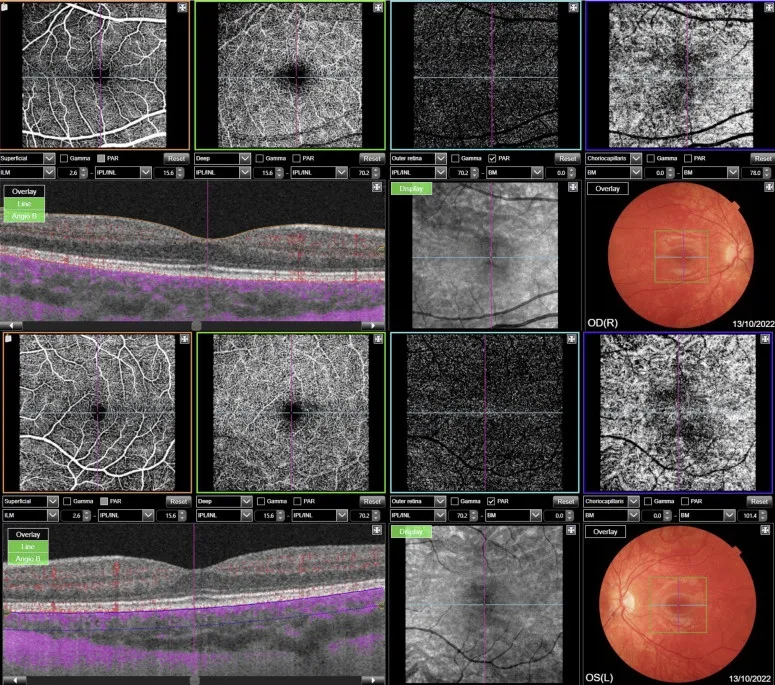 Superficial Gamma PAR Reset
Deep Gamma PAR Reset
Outer retina Gamma PAR Reset
Choriocapillaris Gamma PAR Reset
ILM 2.6 - IPL/INL 15.6
IPL/INL 15.6 - IPL/INL 70.2
IPL/INL 70.2 - BM 0.0
BM 0.0 - BM 78.0
Overlay
Line
Angio B
Display
Overlay
OD(R) 13/10/2022
Superficial Gamma PAR Reset
Deep Gamma PAR Reset
Outer retina Gamma PAR Reset
Choriocapillaris Gamma PAR Reset
ILM 2.6 - IPL/INL 15.6
IPL/INL 15.6 - IPL/INL 70.2
IPL/INL 70.2 - BM 0.0
BM 0.0 - BM 101.4
Overlay
Line
Angio B
Display
Overlay
OS(L) 13/10/2022